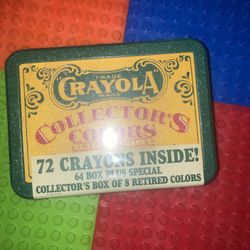 TRADE
CRAYOLA
MARK
COLLECTOR'S
COLORS
72 CRAYONS INSIDE!
64 BOX PLUS SPECIAL
COLLECTOR'S BOX OF 8 RETIRED COLORS